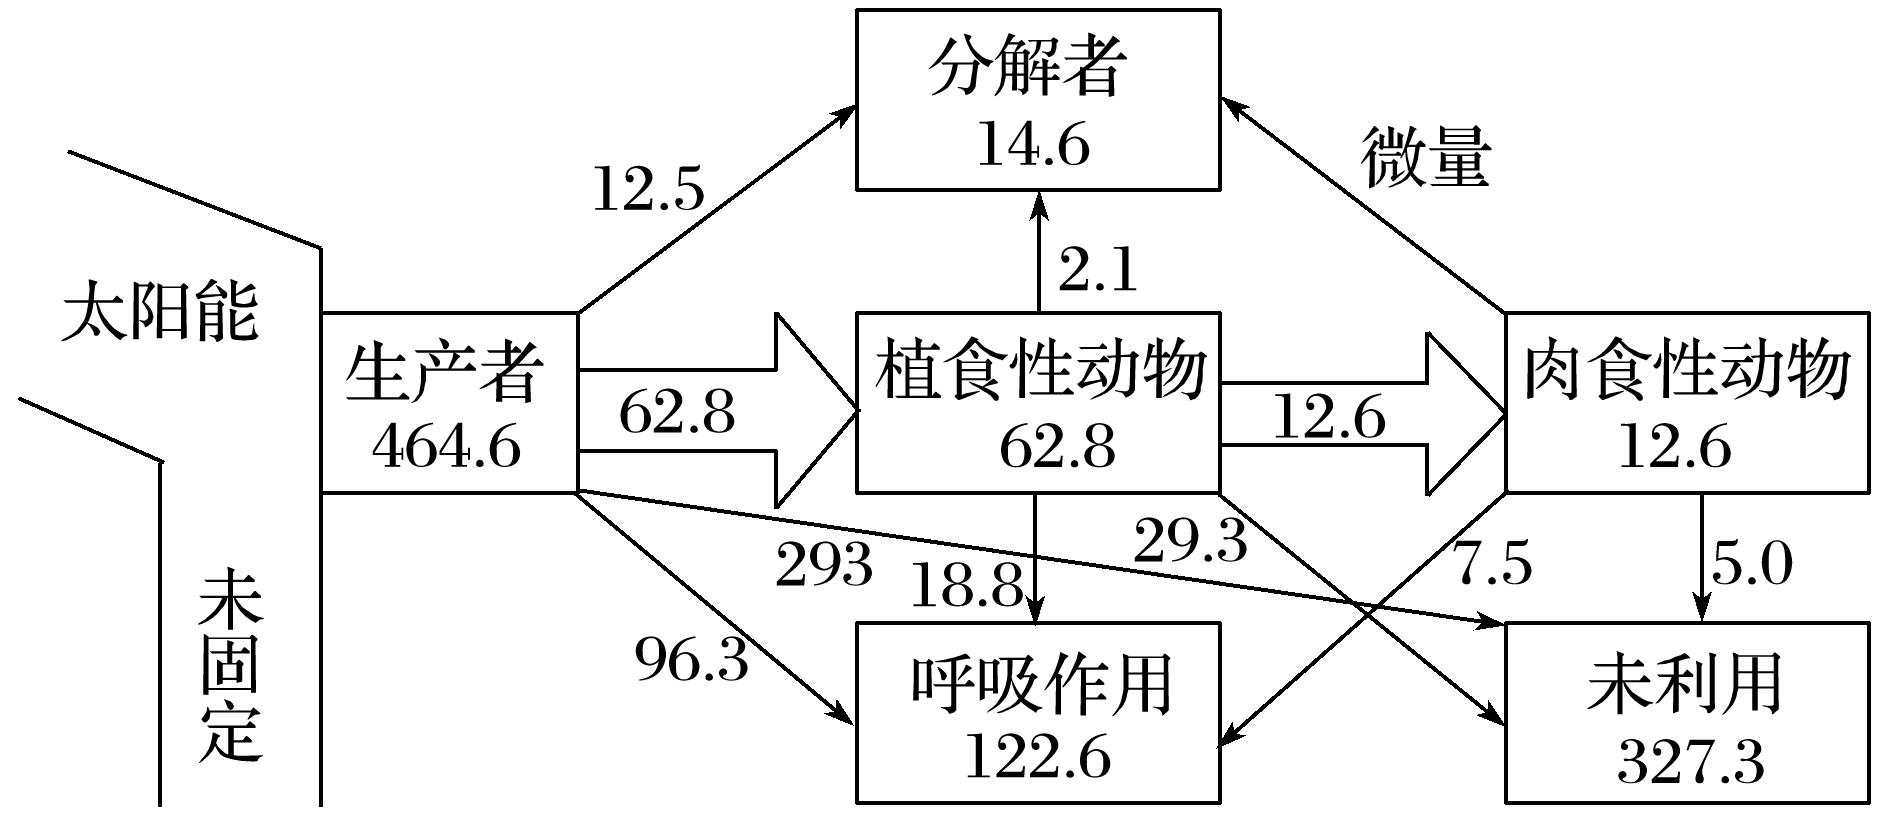 分解者
14.6
12.5
微量
2.1
太阳能
生产者
464.6
62.8
植食性动物
62.8
12.6
肉食性动物
12.6
293
18.8
29.3
7.5
5.0
96.3
未固定
呼吸作用
122.6
未利用
327.3